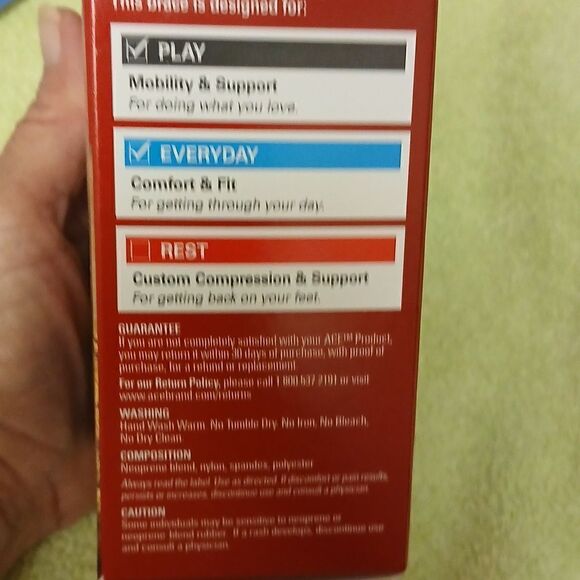 This brace is designed for:
PLAY
Mobility & Support
For doing what you love.
EVERYDAY
Comfort & Fit
For getting through your day.
REST
Custom Compression & Support
For getting back on your feet.
GUARANTEE
If you are not completely satisfied with your ACE™ Product,
you may return it within 30 days of purchase, with proof of
purchase, for a refund or replacement
For our Return Policy, please call 1 800 537 2191 or visit
www.acebrand.com/returns
WASHING
Hand Wash Warm No Tumble Dry No Iron, No Bleach,
No Dry Clean
COMPOSITION
Neoprene blend, nylon, spandex, polyester
Always read the label. Use as directed. If discomfort or pain results,
persists or increases, discontinue use and consult a physician
CAUTION
Some individuals may be sensitive to neoprene or
neoprene blend rubber. If a rash develops, discontinue use
and consult a physician